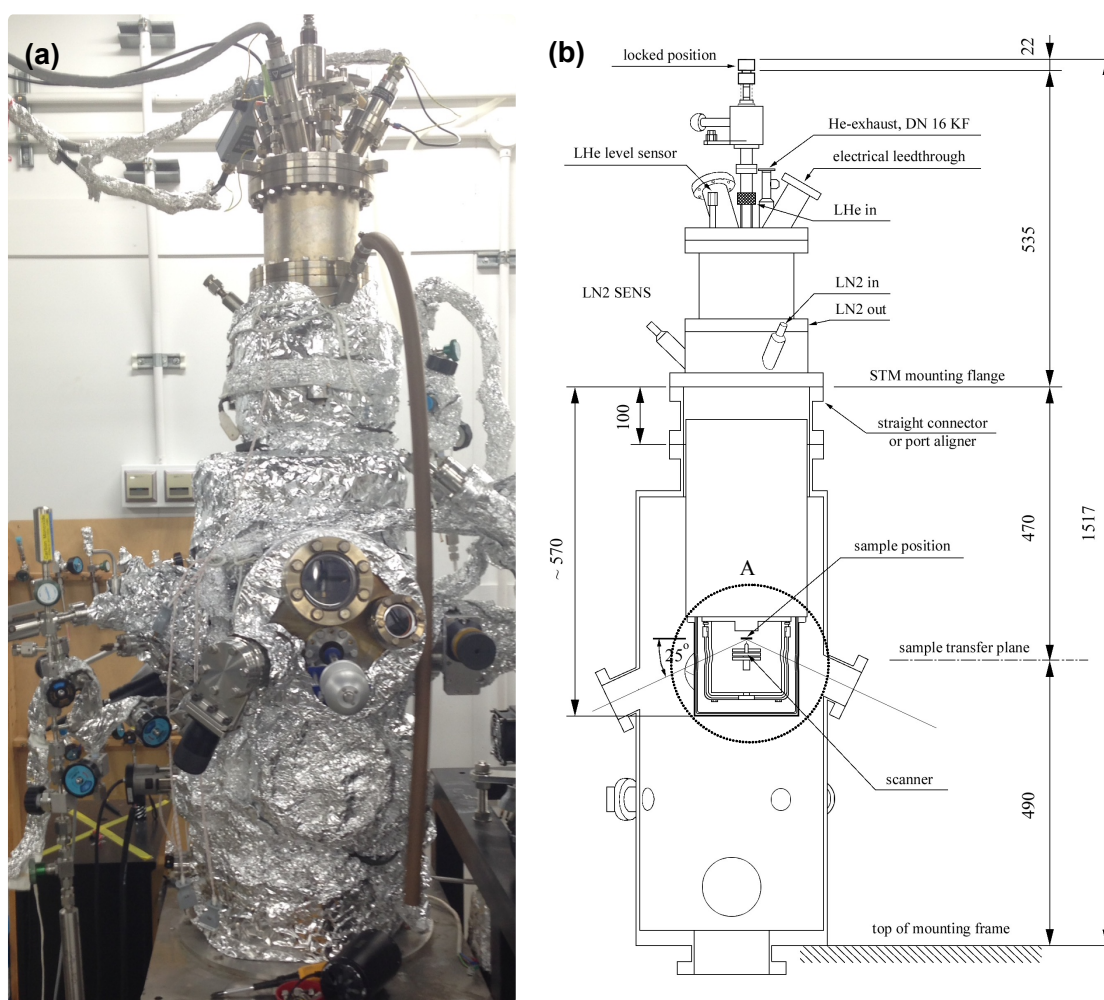 (a)
(b)
locked position
22
He-exhaust, DN 16 KF
LHe level sensor
electrical leedthrough
LHe in
535
LN2 SENS
LN2 in
LN2 out
STM mounting flange
100
straight connector
or port aligner
~ 570
470
1517
sample position
A
25°
sample transfer plane
scanner
490
top of mounting frame